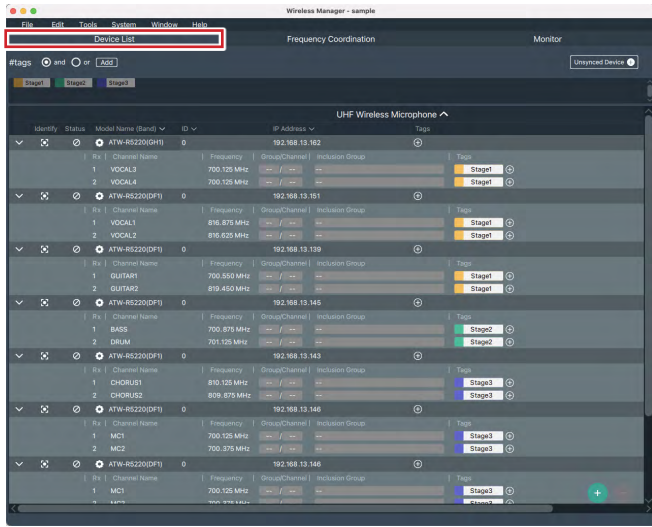 Wireless Manager - sample
File Edit Tools System Window Help
Device List Frequency Coordination Monitor
#tags and or Add Unsynced Device
Stage1 Stage2 Stage3
UHF Wireless Microphone
Identify Status Model Name (Band) ID IP Address Tags
ATW-R5220(GH1) 0 192.168.13.162
Rx | Channel Name | Frequency | Group/Channel | Inclusion Group | Tags
1 VOCAL3 700.125 MHz -- / -- -- Stage1
2 VOCAL4 700.125 MHz -- / -- -- Stage1
ATW-R5220(DF1) 0 192.168.13.151
Rx | Channel Name | Frequency | Group/Channel | Inclusion Group | Tags
1 VOCAL1 816.875 MHz -- / -- -- Stage1
2 VOCAL2 816.625 MHz -- / -- -- Stage1
ATW-R5220(DF1) 0 192.168.13.139
Rx | Channel Name | Frequency | Group/Channel | Inclusion Group | Tags
1 GUITAR1 700.550 MHz -- / -- -- Stage1
2 GUITAR2 819.450 MHz -- / -- -- Stage1
ATW-R5220(DF1) 0 192.168.13.145
Rx | Channel Name | Frequency | Group/Channel | Inclusion Group | Tags
1 BASS 700.875 MHz -- / -- -- Stage2
2 DRUM 701.125 MHz -- / -- -- Stage2
ATW-R5220(DF1) 0 192.168.13.143
Rx | Channel Name | Frequency | Group/Channel | Inclusion Group | Tags
1 CHORUS1 810.125 MHz -- / -- -- Stage3
2 CHORUS2 809. 875 MHz -- / -- -- Stage3
ATW-R5220(DF1) 0 192.168.13.146
Rx | Channel Name | Frequency | Group/Channel | Inclusion Group | Tags
1 MC1 700.125 MHz -- / -- -- Stage3
2 MC2 700.375 MHz -- / -- -- Stage3
ATW-R5220(DF1) 0 192.168.13.146
Rx | Channel Name | Frequency | Group/Channel | Inclusion Group | Tags
1 MC1 700.125 MHz -- / -- -- Stage3
2 MC2 700.375 MHz -- / -- -- Stage3